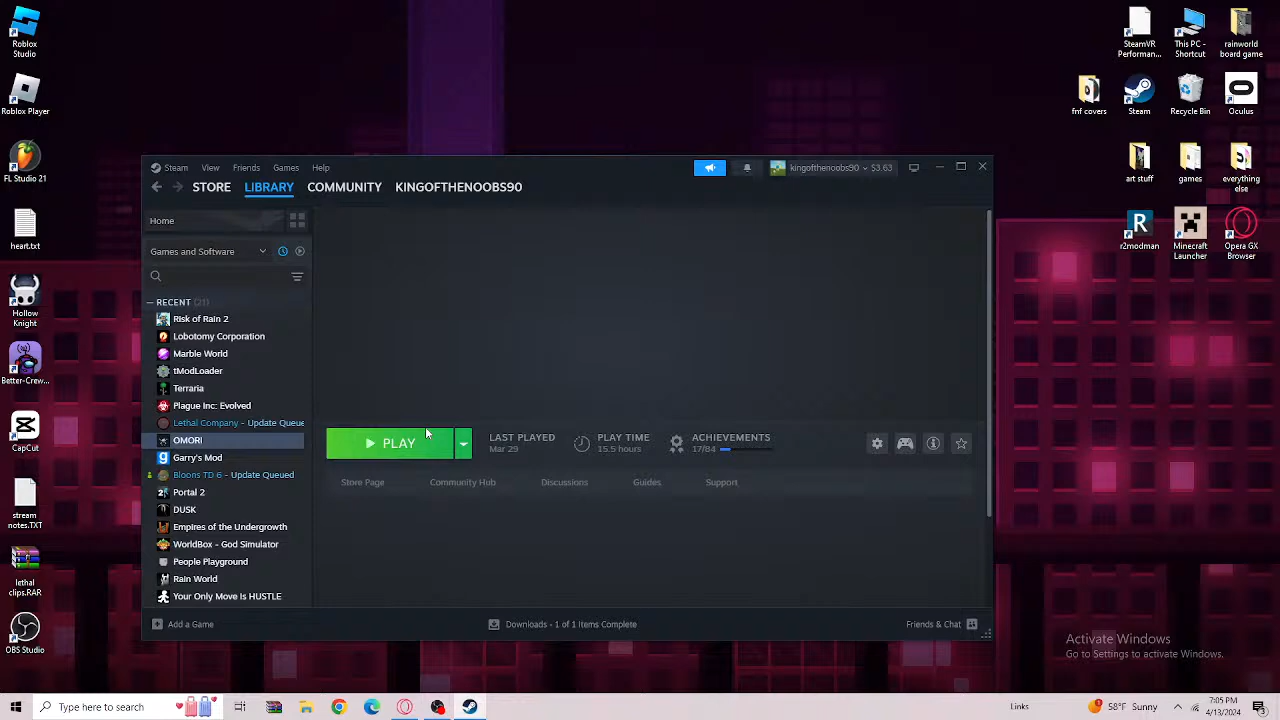 Roblox
Studio
Roblox Player
FL Studio 21
heart.txt
Hollow
Knight
Better-Crew...
CapCut
stream
notes.TXT
lethal
clips.RAR
OBS Studio
SteamVR
Performan...
This PC -
Shortcut
rainworld
board game
fnf covers
Steam
Recycle Bin
Oculus
art stuff
games
everything
else
r2modman
Minecraft
Launcher
Opera GX
Browser
Steam View Friends Games Help
kingofthenoobs90 53.63
STORE LIBRARY COMMUNITY KINGOFTHENOOBS90
Home
Games and Software
— RECENT (21)
Risk of Rain 2
Lobotomy Corporation
Marble World
tModLoader
Terraria
Plague Inc: Evolved
Lethal Company - Update Queue
OMORI
Garry's Mod
Bloons TD 6 - Update Queued
Portal 2
DUSK
Empires of the Undergrowth
WorldBox - God Simulator
People Playground
Rain World
Your Only Move Is HUSTLE
PLAY
LAST PLAYED
Mar 29
PLAY TIME
15.5 hours
ACHIEVEMENTS
17/84
Store Page Community Hub Discussions Guides Support
Add a Game
Downloads - 1 of 1 Items Complete
Friends & Chat
Activate Windows
Go to Settings to activate Windows.
Type here to search
Links
58°F Sunny
7:05 PM
4/13/2024